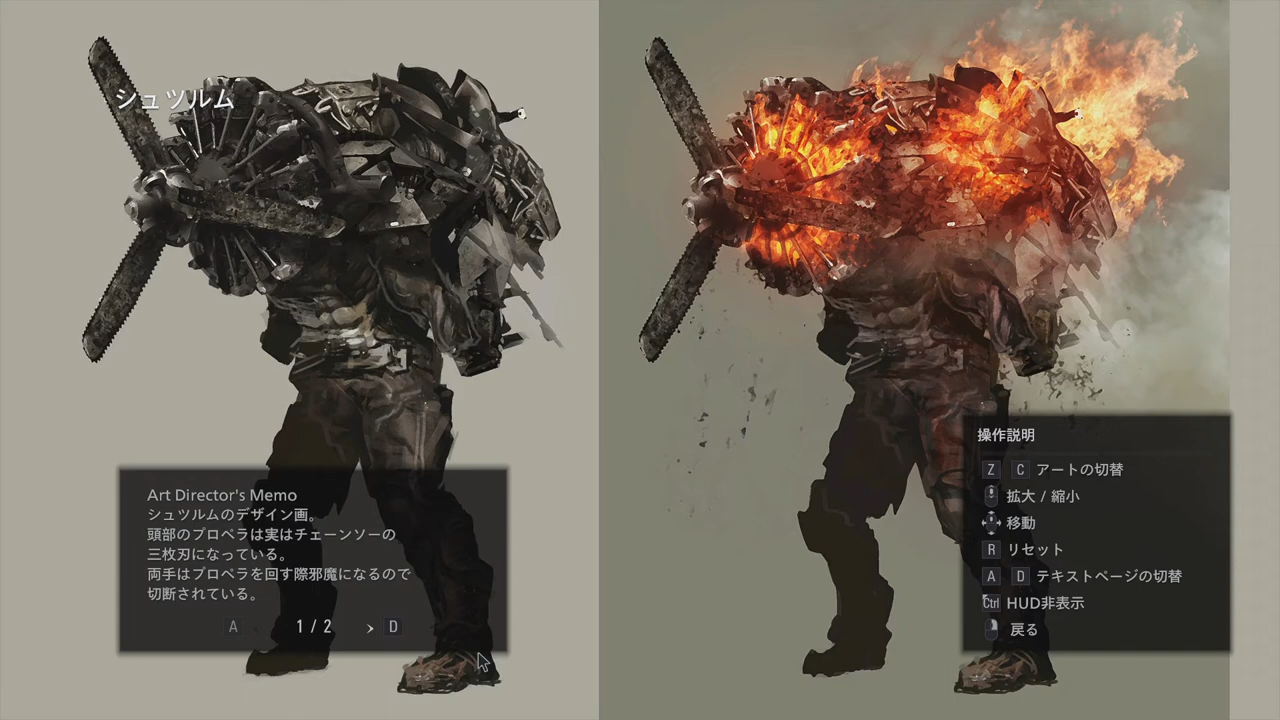 シュツルム
Art Director's Memo
シュツルムのデザイン画。
頭部のプロペラは実はチェーンソーの
三枚刃になっている。
両手はプロペラを回す際邪魔になるので
切断されている。
A 1 / 2 > D
操作説明
Z C アートの切替
拡大 / 縮小
移動
R リセット
A D テキストページの切替
Ctrl HUD非表示
戻る